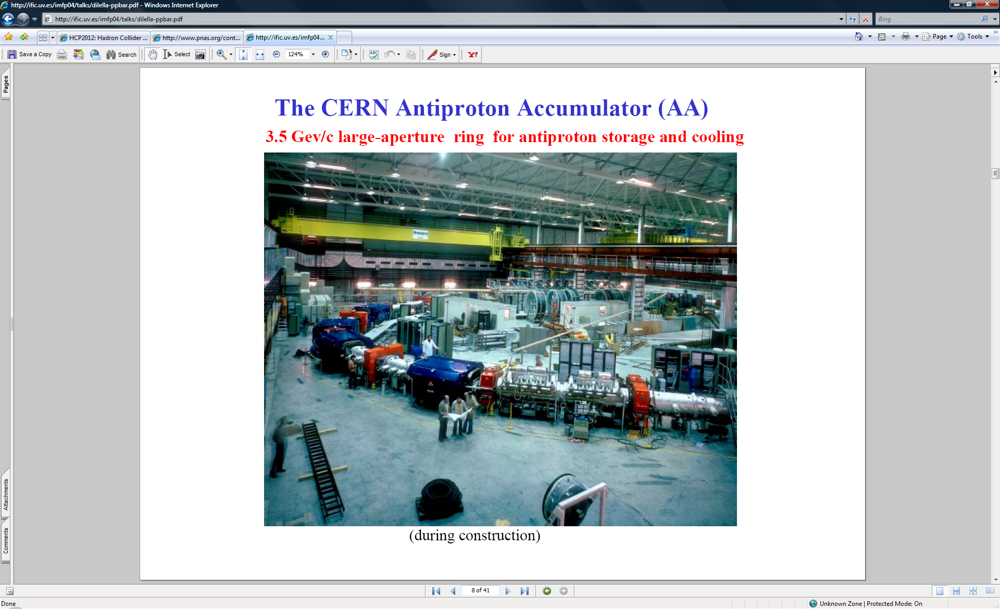 http://ific.uv.es/imfp04/talks/dilella-ppbar.pdf - Windows Internet Explorer
http://ific.uv.es/imfp04/talks/dilella-ppbar.pdf
Bing
HCP2012: Hadron Collider ...
http://www.pnas.org/cont...
http://ific.uv.es/imfp04...
Page
Tools
Save a Copy
Search
Select
124%
ABC
Sign
Y!
Pages
The CERN Antiproton Accumulator (AA)
3.5 Gev/c large-aperture ring for antiproton storage and cooling
(during construction)
Attachments
Comments
8 of 41
Done
Unknown Zone | Protected Mode: On